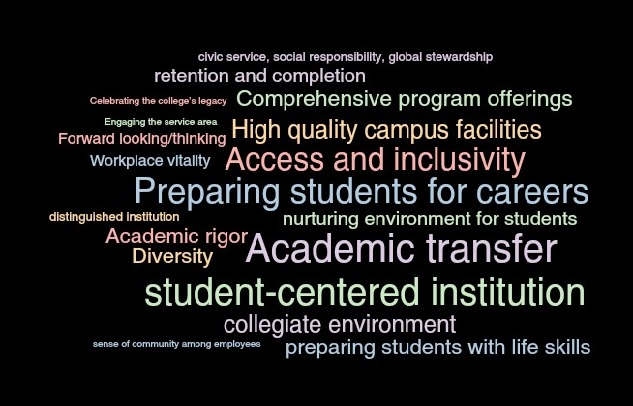 civic service, social responsibility, global stewardship
retention and completion
Celebrating the college's legacy
Comprehensive program offerings
Engaging the service area
High quality campus facilities
Forward looking/thinking
Workplace vitality
Access and inclusivity
Preparing students for careers
distinguished institution
nurturing environment for students
Academic rigor
Academic transfer
Diversity
student-centered institution
collegiate environment
sense of community among employees
preparing students with life skills